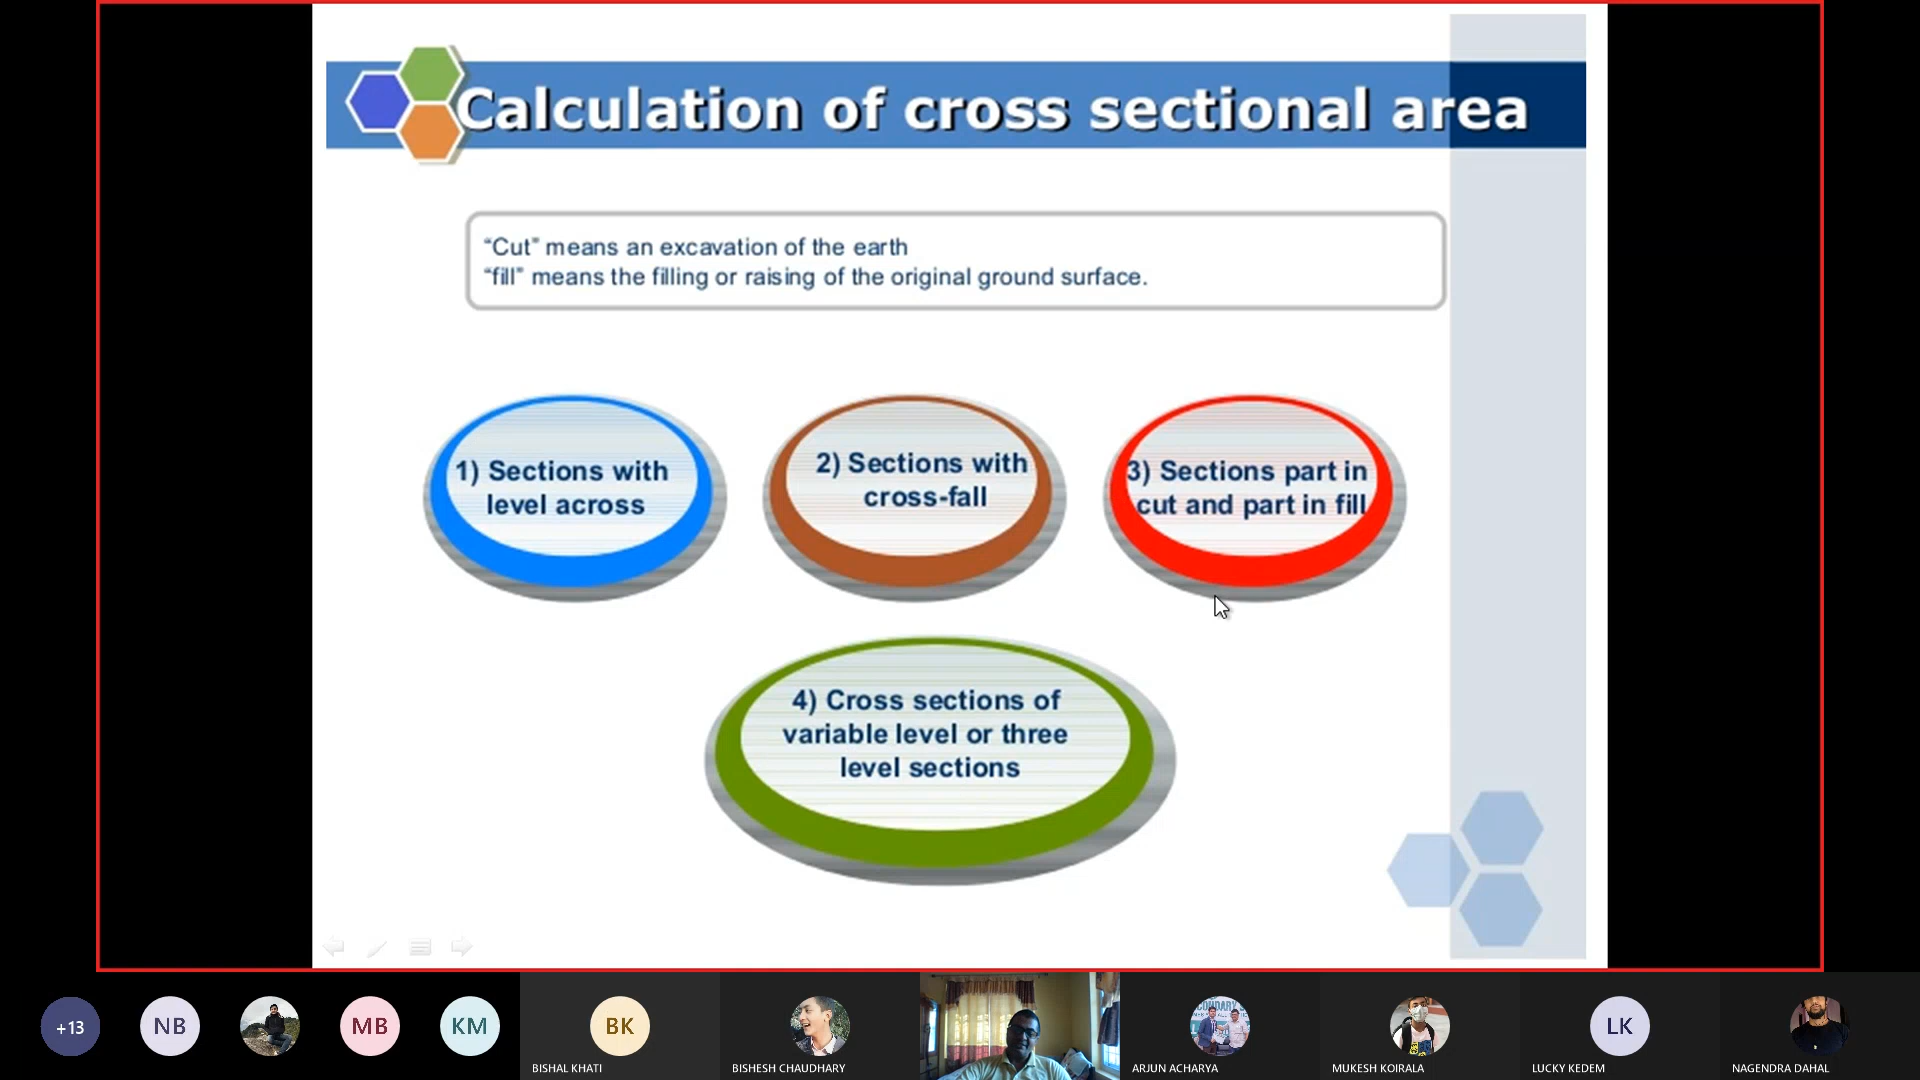 Calculation of cross sectional area
“Cut” means an excavation of the earth
“fill” means the filling or raising of the original ground surface.
1) Sections with
level across
2) Sections with
cross-fall
3) Sections part in
cut and part in fill
4) Cross sections of
variable level or three
level sections
+13
NB
MB
KM
BK
LK
BISHAL KHATI
BISHESH CHAUDHARY
ARJUN ACHARYA
MUKESH KOIRALA
LUCKY KEDEM
NAGENDRA DAHAL